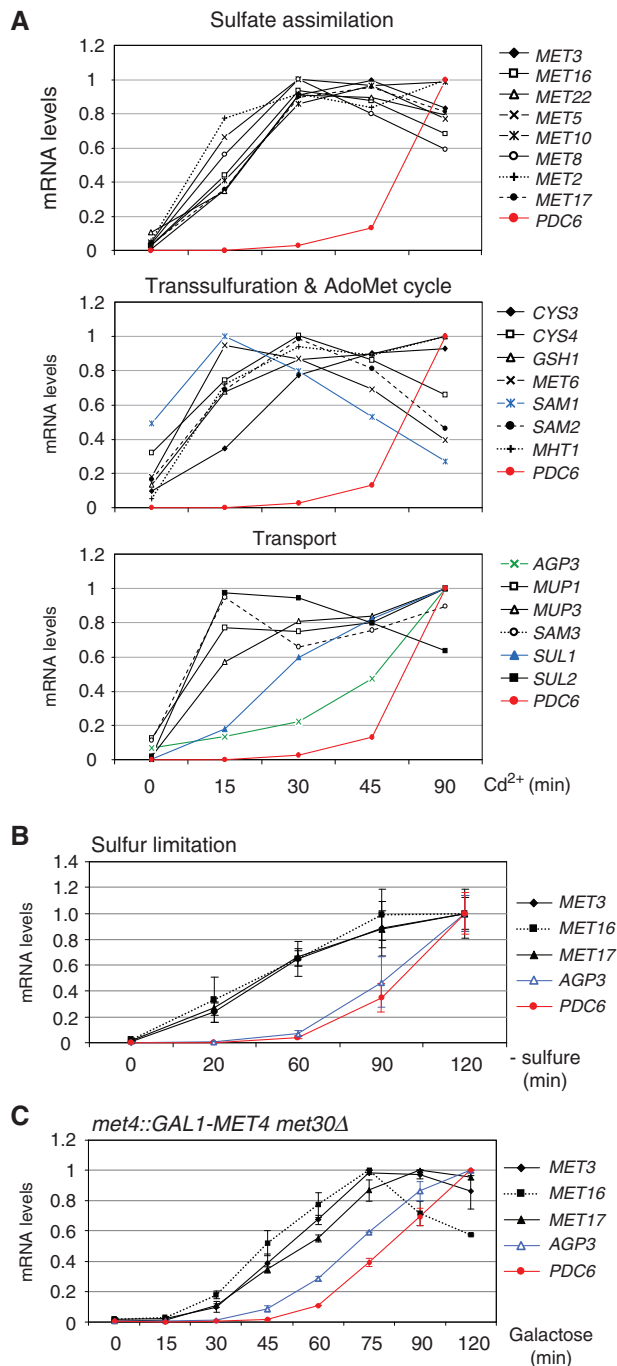 A
Sulfate assimilation
mRNA levels
1.2
1
0.8
0.6
0.4
0.2
0
MET3
MET16
MET22
MET5
MET10
MET8
MET2
MET17
PDC6
Transsulfuration & AdoMet cycle
mRNA levels
1.2
1
0.8
0.6
0.4
0.2
0
CYS3
CYS4
GSH1
MET6
SAM1
SAM2
MHT1
PDC6
Transport
mRNA levels
1.2
1
0.8
0.6
0.4
0.2
0
AGP3
MUP1
MUP3
SAM3
SUL1
SUL2
PDC6
0 15 30 45 90 Cd2+ (min)
B
Sulfur limitation
mRNA levels
1.4
1.2
1
0.8
0.6
0.4
0.2
0
MET3
MET16
MET17
AGP3
PDC6
0 20 60 90 120 - sulfure
(min)
C
met4::GAL1-MET4 met30Δ
mRNA levels
1.2
1
0.8
0.6
0.4
0.2
0
MET3
MET16
MET17
AGP3
PDC6
0 15 30 45 60 75 90 120 Galactose
(min)